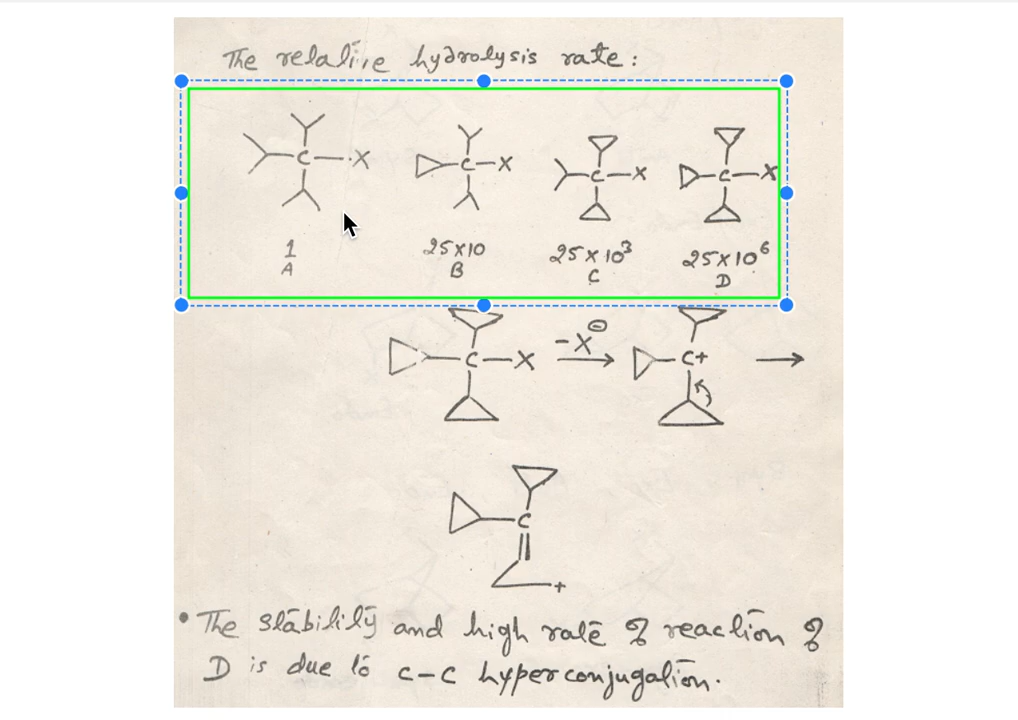 The relative hydrolysis rate :
C—X C—X C—X C—X
1 25×10 25×10³ 25×10⁶
A B C D
C—X -X⊖ C+ →
C
+
• The stability and high rate of reaction of
D is due to C-C hyperconjugation.